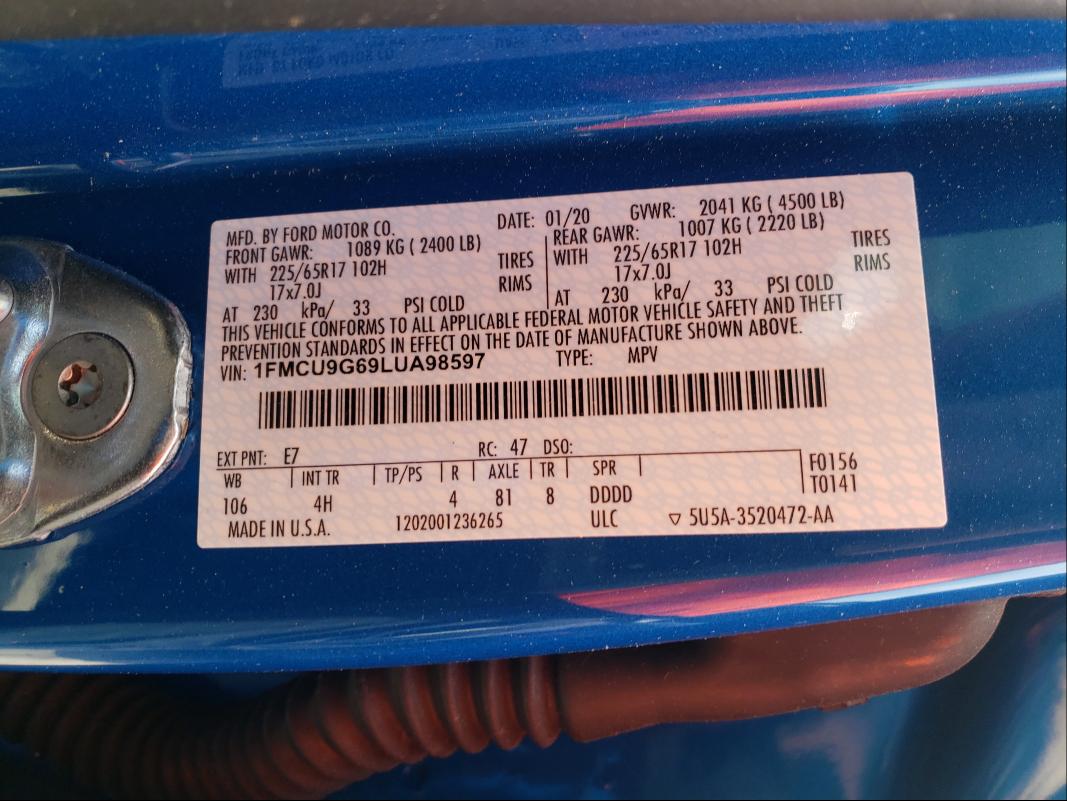 MFD. BY FORD MOTOR CO. DATE: 01/20 GVWR: 2041 KG ( 4500 LB)
FRONT GAWR: 1089 KG ( 2400 LB) REAR GAWR: 1007 KG ( 2220 LB)
WITH 225/65R17 102H TIRES WITH 225/65R17 102H TIRES
17x7.0J RIMS 17x7.0J RIMS
AT 230 kPa/ 33 PSI COLD AT 230 kPa/ 33 PSI COLD
THIS VEHICLE CONFORMS TO ALL APPLICABLE FEDERAL MOTOR VEHICLE SAFETY AND THEFT
PREVENTION STANDARDS IN EFFECT ON THE DATE OF MANUFACTURE SHOWN ABOVE.
VIN: 1FMCU9G69LUA98597 TYPE: MPV
EXT PNT: E7 RC: 47 DSO:
WB INT TR TP/PS R AXLE TR SPR F0156
106 4H 4 81 8 DDDD T0141
MADE IN U.S.A. 1202001236265 ULC ▽ 5U5A-3520472-AA